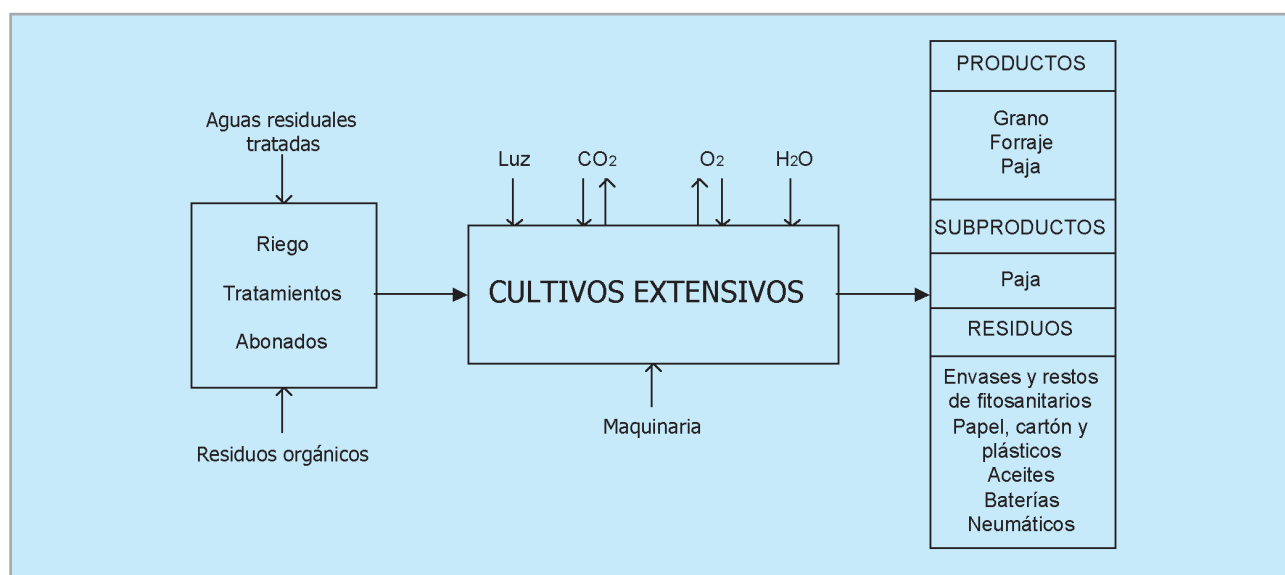 Aguas residuales
tratadas
Riego
Tratamientos
Abonados
Residuos orgánicos
Luz
CO2
O2
H2O
CULTIVOS EXTENSIVOS
Maquinaria
PRODUCTOS
Grano
Forraje
Paja
SUBPRODUCTOS
Paja
RESIDUOS
Envases y restos
de fitosanitarios
Papel, cartón y
plásticos
Aceites
Baterías
Neumáticos